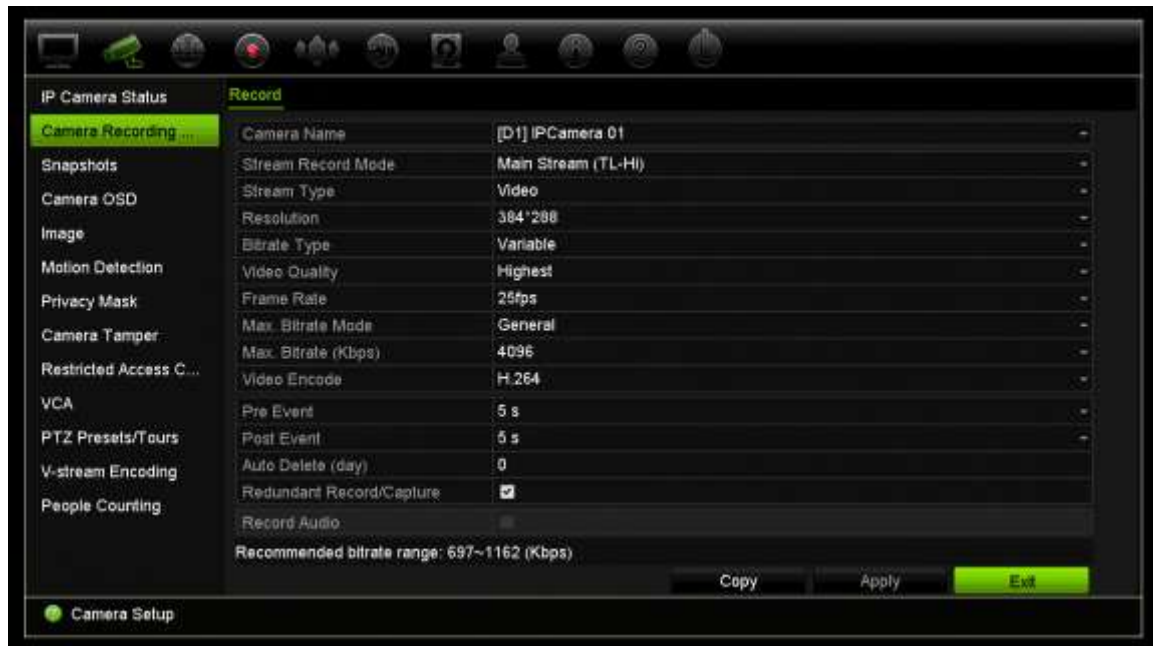 IP Camera Status
Record
Camera Recording ...
Camera Name [D1] IPCamera 01
Snapshots
Stream Record Mode Main Stream (TL-Hi)
Camera OSD
Stream Type Video
Resolution 384*288
Image
Bitrate Type Variable
Motion Detection
Video Quality Highest
Privacy Mask
Frame Rate 25fps
Camera Tamper
Max. Bitrate Mode General
Max. Bitrate (Kbps) 4096
Restricted Access C...
Video Encode H.264
VCA
Pre Event 5 s
PTZ Presets/Tours
Post Event 5 s
V-stream Encoding
Auto Delete (day) 0
Redundant Record/Capture
People Counting
Record Audio
Recommended bitrate range: 697~1162 (Kbps)
Copy Apply Exit
Camera Setup